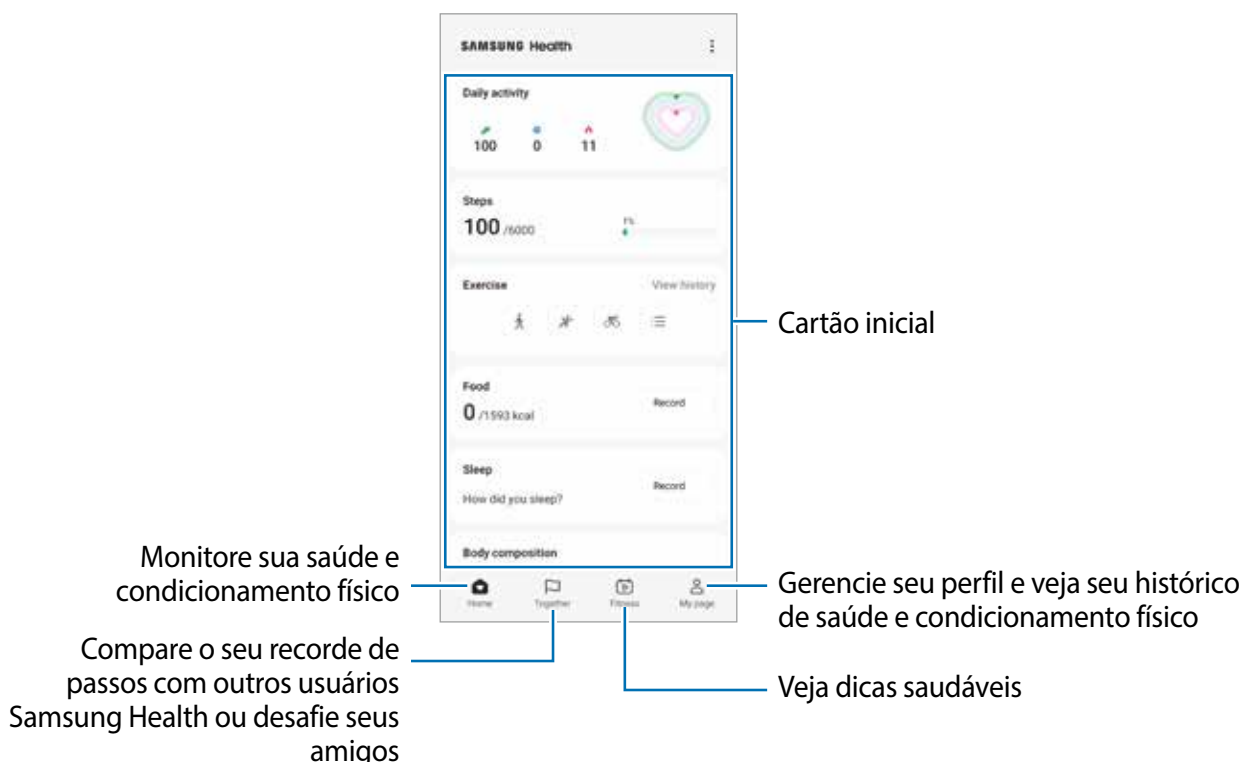 SAMSUNG Health
Daily activity
100 0 11
Steps
100 /6000
1%
Exercise View history
Cartão inicial
Food
0 /1593 kcal
Record
Sleep
How did you sleep?
Record
Body composition
Monitore sua saúde e
condicionamento físico
Home Together Fitness My page
Gerencie seu perfil e veja seu histórico
de saúde e condicionamento físico
Compare o seu recorde de
passos com outros usuários
Samsung Health ou desafie seus
amigos
Veja dicas saudáveis